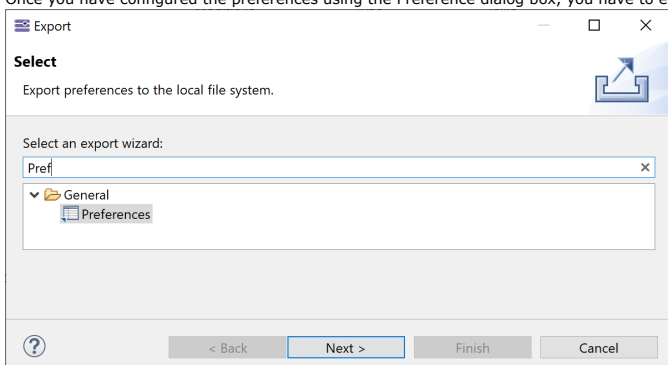 Once you have configured the preferences using the Preference dialog box, you have to e
Export
Select
Export preferences to the local file system.
Select an export wizard:
Pref
General
Preferences
< Back Next > Finish Cancel